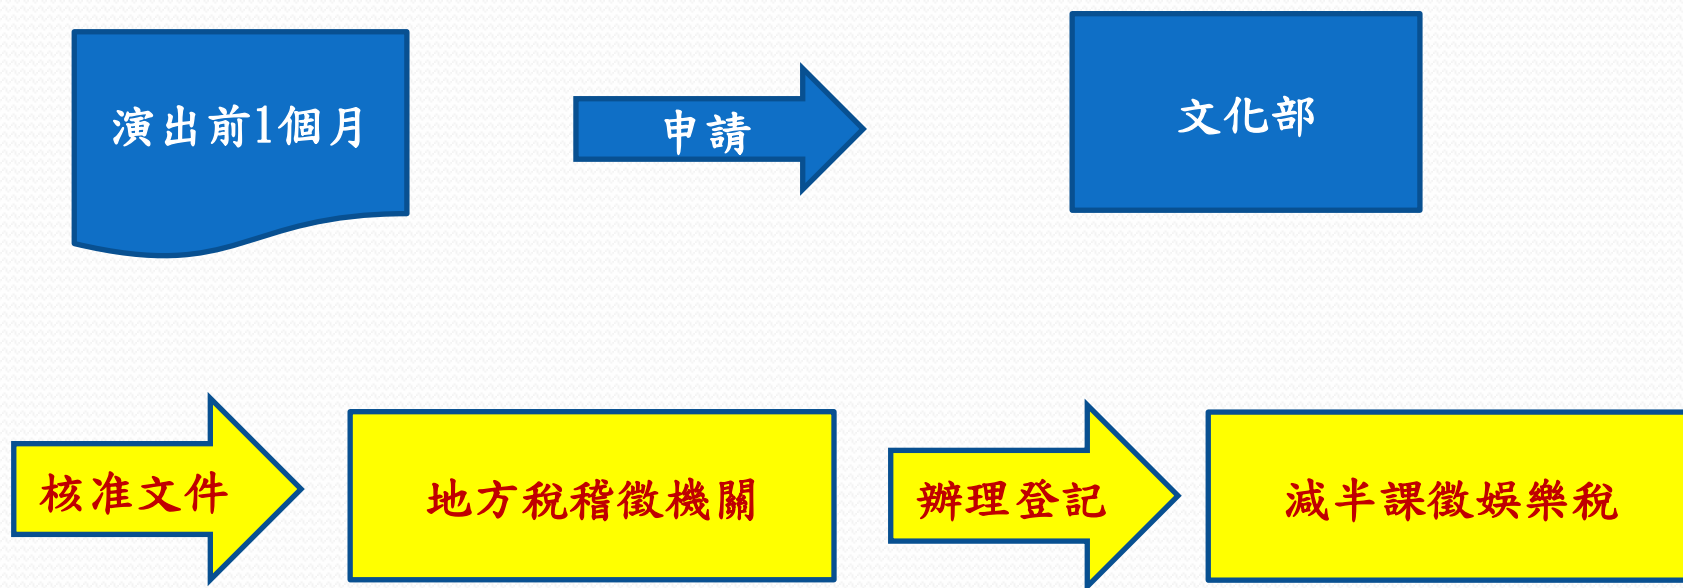 演出前1個月
申請
文化部
核准文件
地方稅稽徵機關
辦理登記
減半課徵娛樂稅